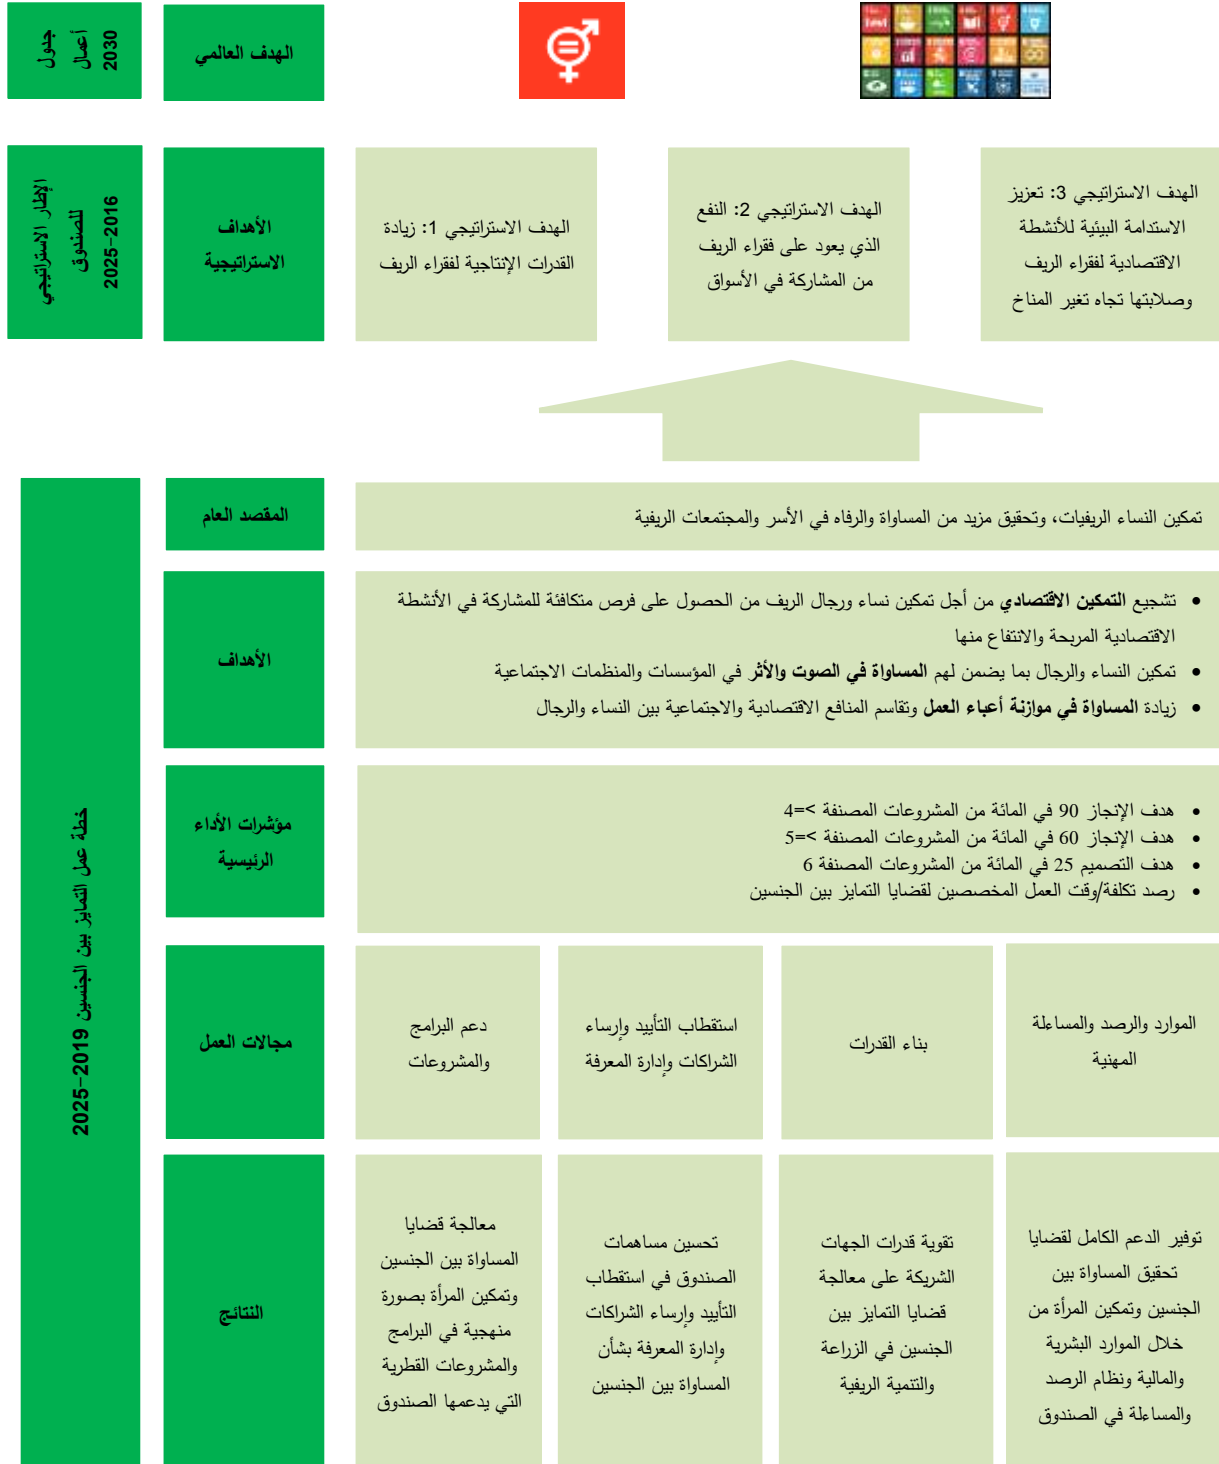 جدول
أعمال
2030
الهدف العالمي
الإطار الاستراتيجي
للصندوق
2025-2016
الأهداف
الاستراتيجية
الهدف الاستراتيجي 1: زيادة
القدرات الإنتاجية لفقراء الريف
الهدف الاستراتيجي 2: النفع
الذي يعود على فقراء الريف
من المشاركة في الأسواق
الهدف الاستراتيجي 3: تعزيز
الاستدامة البيئية للأنشطة
الاقتصادية لفقراء الريف
وصلابتها تجاه تغير المناخ
خطة عمل التمايز بين الجنسين 2019-2025
المقصد العام
تمكين النساء الريفيات، وتحقيق مزيد من المساواة والرفاه في الأسر والمجتمعات الريفية
الأهداف
• تشجيع التمكين الاقتصادي من أجل تمكين نساء ورجال الريف من الحصول على فرص متكافئة للمشاركة في الأنشطة
الاقتصادية المربحة والانتفاع منها
• تمكين النساء والرجال بما يضمن لهم المساواة في الصوت والأثر في المؤسسات والمنظمات الاجتماعية
• زيادة المساواة في موازنة أعباء العمل وتقاسم المنافع الاقتصادية والاجتماعية بين النساء والرجال
مؤشرات الأداء
الرئيسية
• هدف الإنجاز 90 في المائة من المشروعات المصنفة >=4
• هدف الإنجاز 60 في المائة من المشروعات المصنفة >=5
• هدف التصميم 25 في المائة من المشروعات المصنفة 6
• رصد تكلفة/وقت العمل المخصصين لقضايا التمايز بين الجنسين
مجالات العمل
دعم البرامج
والمشروعات
استقطاب التأييد وإرساء
الشراكات وإدارة المعرفة
بناء القدرات
الموارد والرصد والمساءلة
المهنية
النتائج
معالجة قضايا
المساواة بين الجنسين
وتمكين المرأة بصورة
منهجية في البرامج
والمشروعات القطرية
التي يدعمها الصندوق
تحسين مساهمات
الصندوق في استقطاب
التأييد وإرساء الشراكات
وإدارة المعرفة بشأن
المساواة بين الجنسين
تقوية قدرات الجهات
الشريكة على معالجة
قضايا التمايز بين
الجنسين في الزراعة
والتنمية الريفية
توفير الدعم الكامل لقضايا
تحقيق المساواة بين
الجنسين وتمكين المرأة من
خلال الموارد البشرية
والمالية ونظام الرصد
والمساءلة في الصندوق